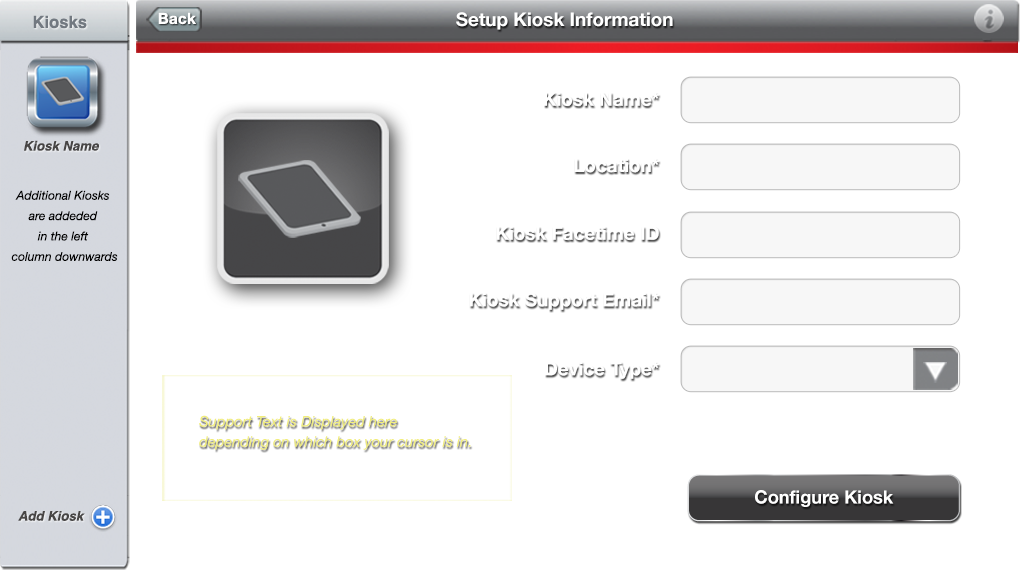 Kiosks
Back
Setup Kiosk Information
i
Kiosk Name
Additional Kiosks
are addeded
in the left
column downwards
Add Kiosk
Kiosk Name*
Location*
Kiosk Facetime ID
Kiosk Support Email*
Device Type*
Support Text is Displayed here
depending on which box your cursor is in.
Configure Kiosk